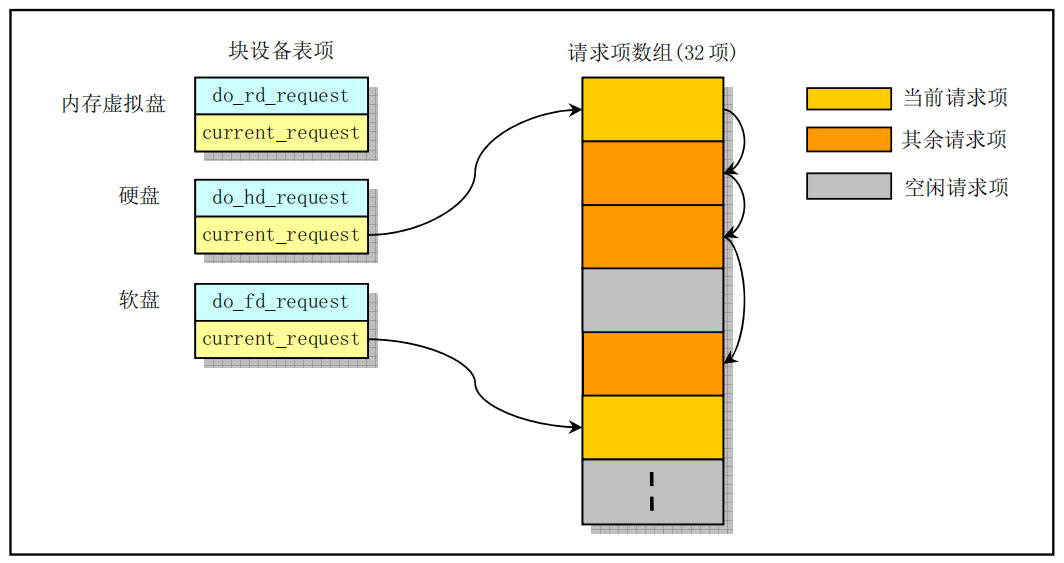 块设备表项
请求项数组(32 项)
内存虚拟盘
do_rd_request
current_request
硬盘
do_hd_request
current_request
软盘
do_fd_request
current_request
当前请求项
其余请求项
空闲请求项